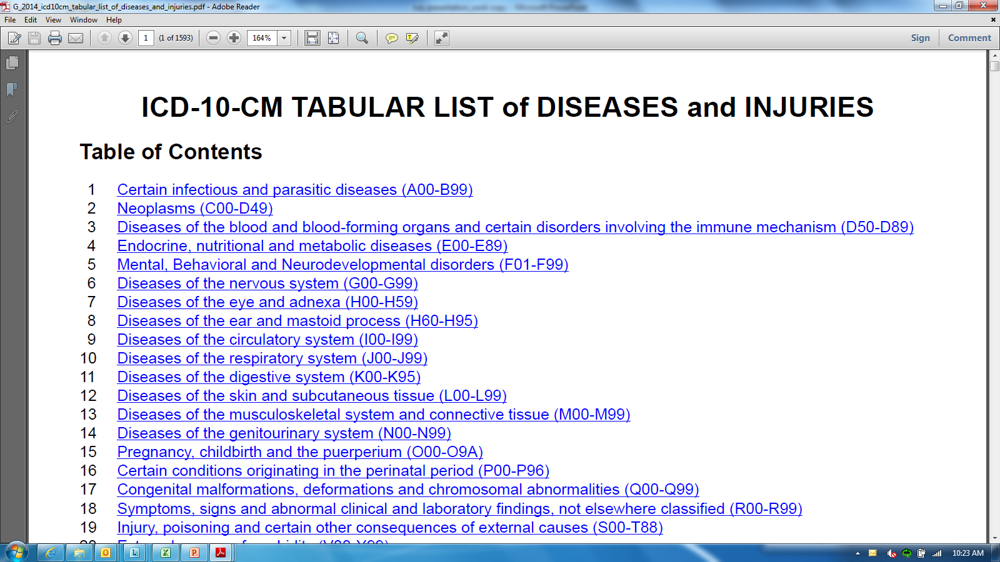 G_2014_icd10cm_tabular_list_of_diseases_and_injuries.pdf - Adobe Reader
File Edit View Window Help
1 (1 of 1593) 164% Sign Comment
ICD-10-CM TABULAR LIST of DISEASES and INJURIES
Table of Contents
1 Certain infectious and parasitic diseases (A00-B99)
2 Neoplasms (C00-D49)
3 Diseases of the blood and blood-forming organs and certain disorders involving the immune mechanism (D50-D89)
4 Endocrine, nutritional and metabolic diseases (E00-E89)
5 Mental, Behavioral and Neurodevelopmental disorders (F01-F99)
6 Diseases of the nervous system (G00-G99)
7 Diseases of the eye and adnexa (H00-H59)
8 Diseases of the ear and mastoid process (H60-H95)
9 Diseases of the circulatory system (I00-I99)
10 Diseases of the respiratory system (J00-J99)
11 Diseases of the digestive system (K00-K95)
12 Diseases of the skin and subcutaneous tissue (L00-L99)
13 Diseases of the musculoskeletal system and connective tissue (M00-M99)
14 Diseases of the genitourinary system (N00-N99)
15 Pregnancy, childbirth and the puerperium (O00-O9A)
16 Certain conditions originating in the perinatal period (P00-P96)
17 Congenital malformations, deformations and chromosomal abnormalities (Q00-Q99)
18 Symptoms, signs and abnormal clinical and laboratory findings, not elsewhere classified (R00-R99)
19 Injury, poisoning and certain other consequences of external causes (S00-T88)
10:23 AM